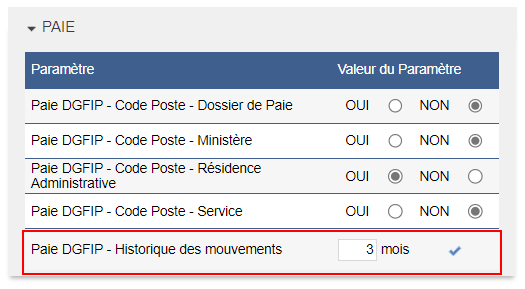 PAIE
Paramètre Valeur du Paramètre
Paie DGFIP - Code Poste - Dossier de Paie OUI NON
Paie DGFIP - Code Poste - Ministère OUI NON
Paie DGFIP - Code Poste - Résidence
Administrative OUI NON
Paie DGFIP - Code Poste - Service OUI NON
Paie DGFIP - Historique des mouvements 3 mois